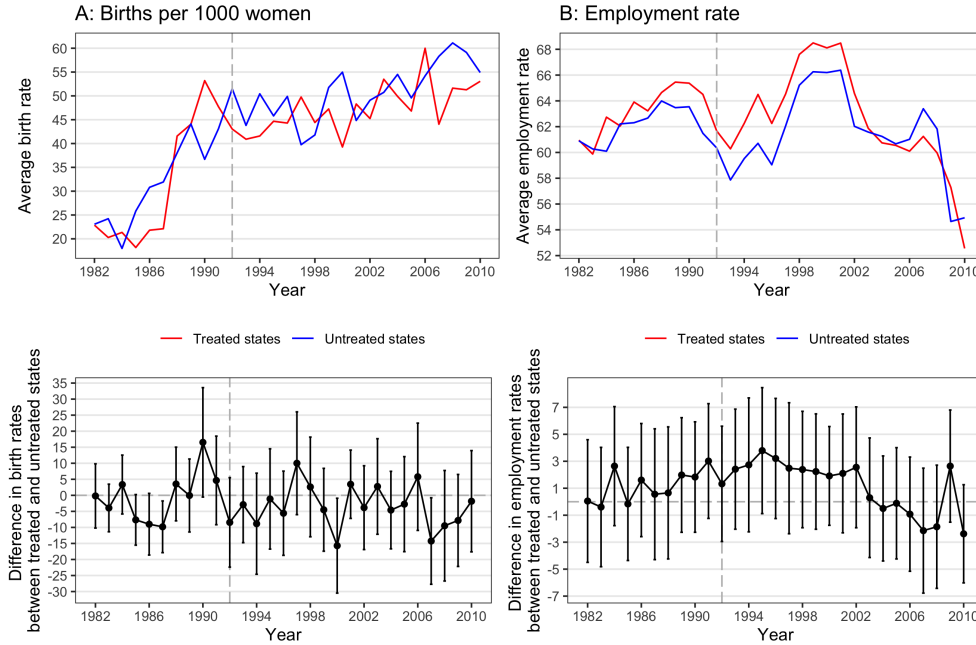 A: Births per 1000 women
Average birth rate
60
55
50
45
40
35
30
25
20
1982 1986 1990 1994 1998 2002 2006 2010
Year
Treated states Untreated states
B: Employment rate
Average employment rate
68
66
64
62
60
58
56
54
52
1982 1986 1990 1994 1998 2002 2006 2010
Year
Treated states Untreated states
Difference in birth rates
between treated and untreated states
35
30
25
20
15
10
5
0
-5
-10
-15
-20
-25
-30
1982 1986 1990 1994 1998 2002 2006 2010
Year
Difference in employment rates
between treated and untreated states
7
5
3
1
-1
-3
-5
-7
1982 1986 1990 1994 1998 2002 2006 2010
Year